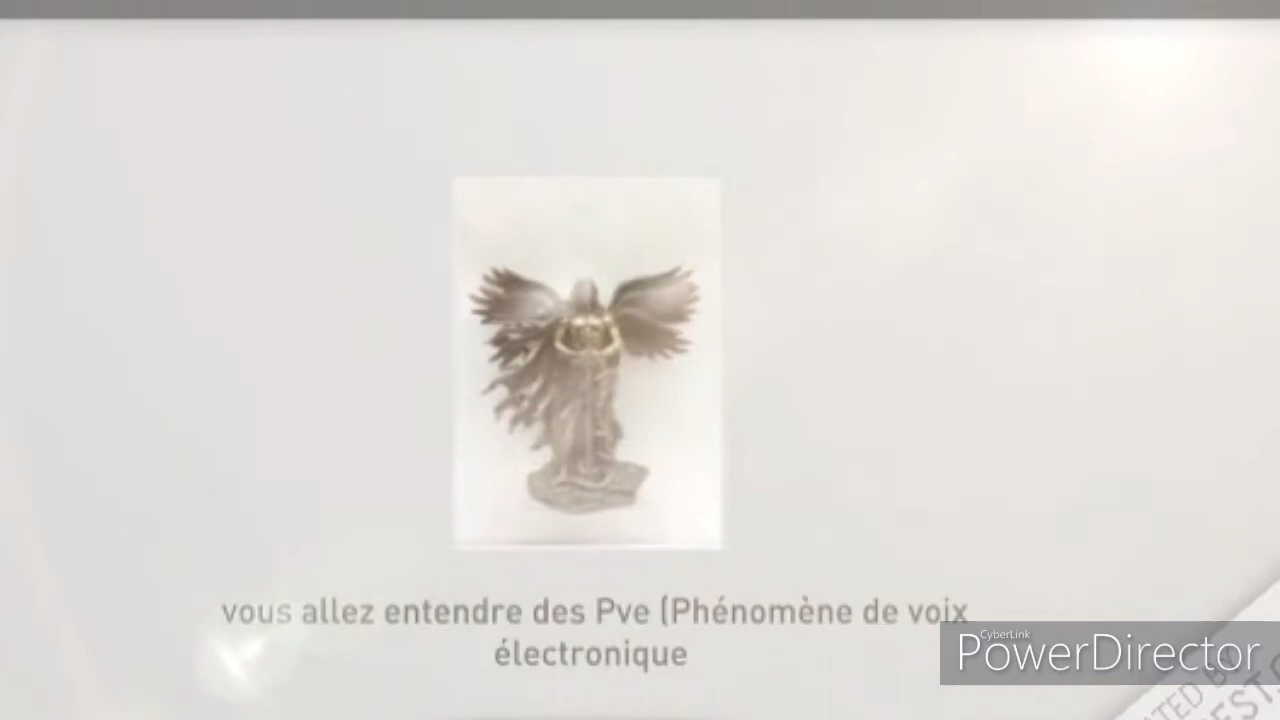 vous allez entendre des Pve (Phénomène de voix
électronique
CyberLink
PowerDirector